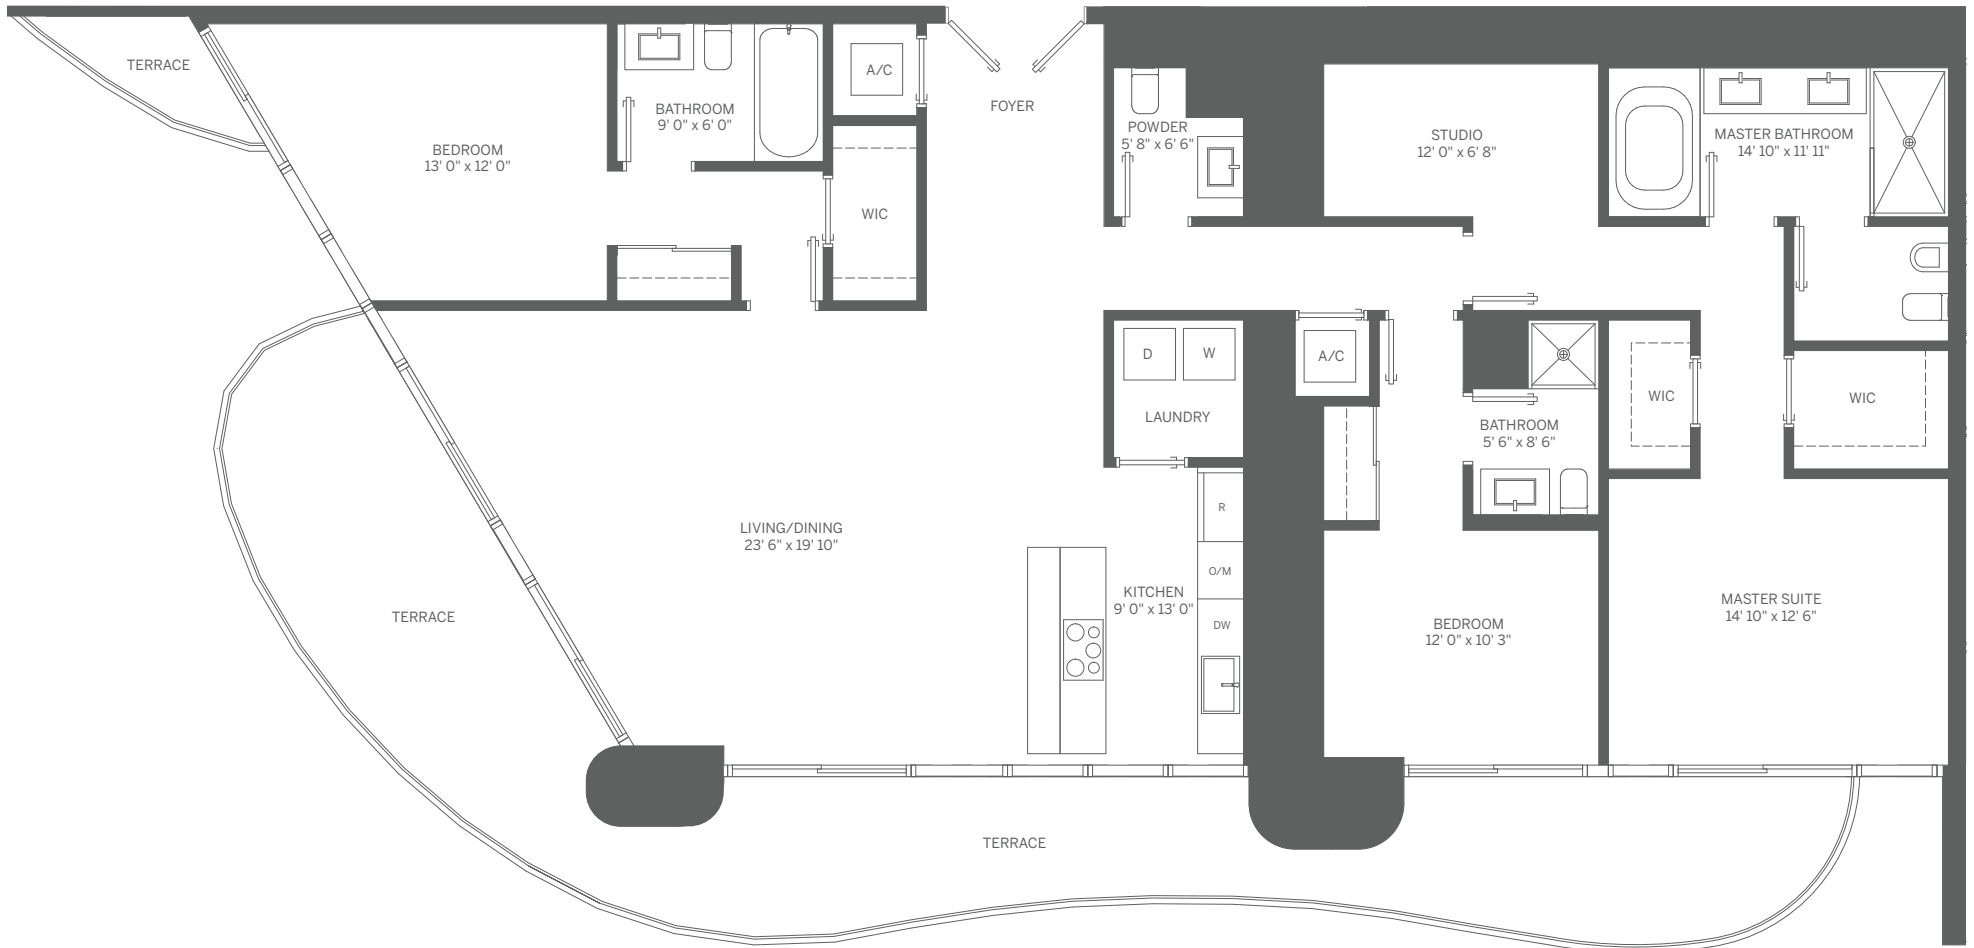 TERRACE
BEDROOM
13' 0" x 12' 0"
BATHROOM
9' 0" x 6' 0"
A/C
WIC
FOYER
POWDER
5' 8" x 6' 6"
STUDIO
12' 0" x 6' 8"
MASTER BATHROOM
14' 10" x 11' 11"
D
W
LAUNDRY
A/C
BATHROOM
5' 6" x 8' 6"
WIC
WIC
LIVING/DINING
23' 6" x 19' 10"
R
O/M
DW
KITCHEN
9' 0" x 13' 0"
BEDROOM
12' 0" x 10' 3"
MASTER SUITE
14' 10" x 12' 6"
TERRACE
TERRACE